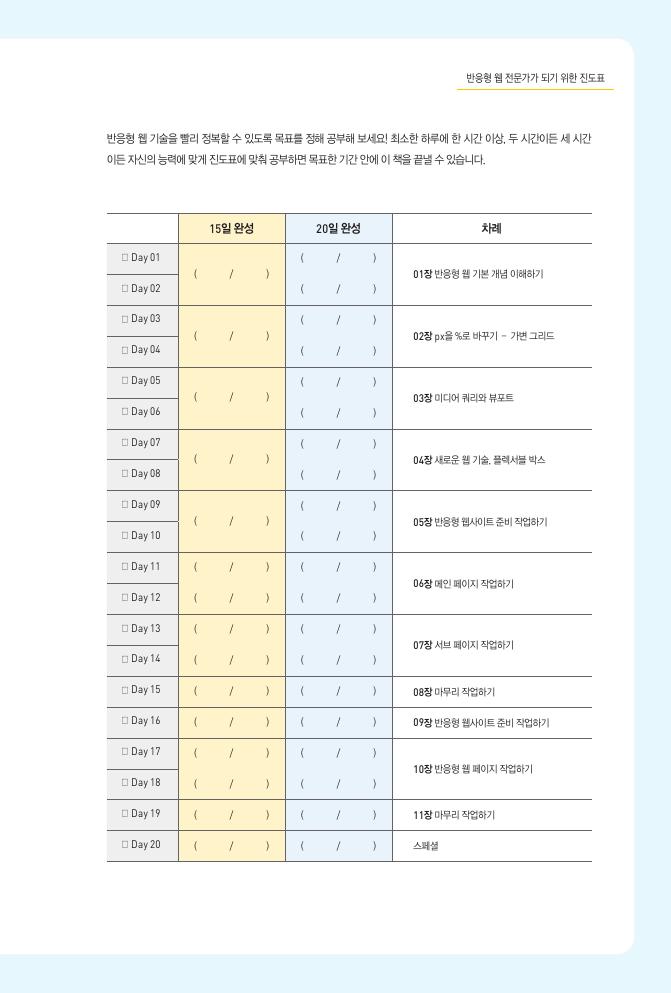 반응형 웹 전문가가 되기 위한 진도표
반응형 웹 기술을 빨리 정복할 수 있도록 목표를 정해 공부해 보세요! 최소한 하루에 한 시간 이상, 두 시간이든 세 시간
이든 자신의 능력에 맞게 진도표에 맞춰 공부하면 목표한 기간 안에 이 책을 끝낼 수 있습니다.
15일 완성 20일 완성 차례
□ Day 01 ( / )
( / ) 01장 반응형 웹 기본 개념 이해하기
□ Day 02 ( / )
□ Day 03 ( / )
( / ) 02장 px을 %로 바꾸기 - 가변 그리드
□ Day 04 ( / )
□ Day 05 ( / )
( / ) 03장 미디어 쿼리와 뷰포트
□ Day 06 ( / )
□ Day 07 ( / )
( / ) 04장 새로운 웹 기술, 플렉서블 박스
□ Day 08 ( / )
□ Day 09 ( / )
( / ) 05장 반응형 웹사이트 준비 작업하기
□ Day 10 ( / )
□ Day 11 ( / ) ( / )
06장 메인 페이지 작업하기
□ Day 12 ( / ) ( / )
□ Day 13 ( / ) ( / )
07장 서브 페이지 작업하기
□ Day 14 ( / ) ( / )
□ Day 15 ( / ) ( / ) 08장 마무리 작업하기
□ Day 16 ( / ) ( / ) 09장 반응형 웹사이트 준비 작업하기
□ Day 17 ( / ) ( / )
10장 반응형 웹 페이지 작업하기
□ Day 18 ( / ) ( / )
□ Day 19 ( / ) ( / ) 11장 마무리 작업하기
□ Day 20 ( / ) ( / ) 스페셜